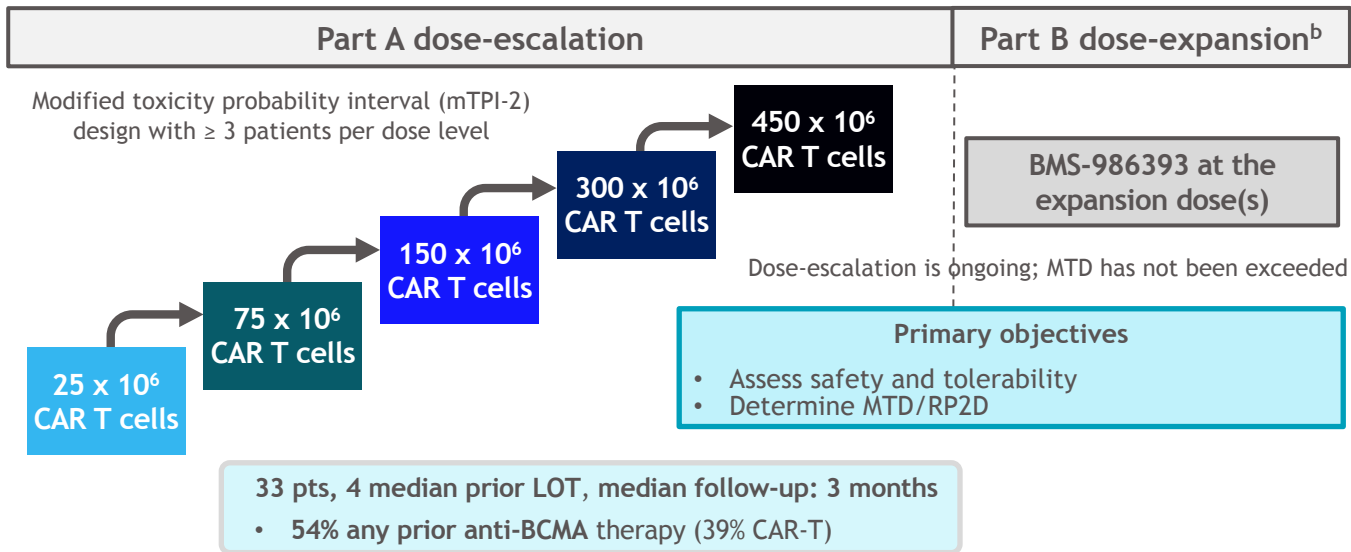 Part A dose-escalation
Part B dose-expansionᵇ
Modified toxicity probability interval (mTPI-2)
design with ≥ 3 patients per dose level
450 x 10⁶
CAR T cells
300 x 10⁶
CAR T cells
150 x 10⁶
CAR T cells
75 x 10⁶
CAR T cells
25 x 10⁶
CAR T cells
BMS-986393 at the
expansion dose(s)
Dose-escalation is ongoing; MTD has not been exceeded
Primary objectives
• Assess safety and tolerability
• Determine MTD/RP2D
33 pts, 4 median prior LOT, median follow-up: 3 months
• 54% any prior anti-BCMA therapy (39% CAR-T)